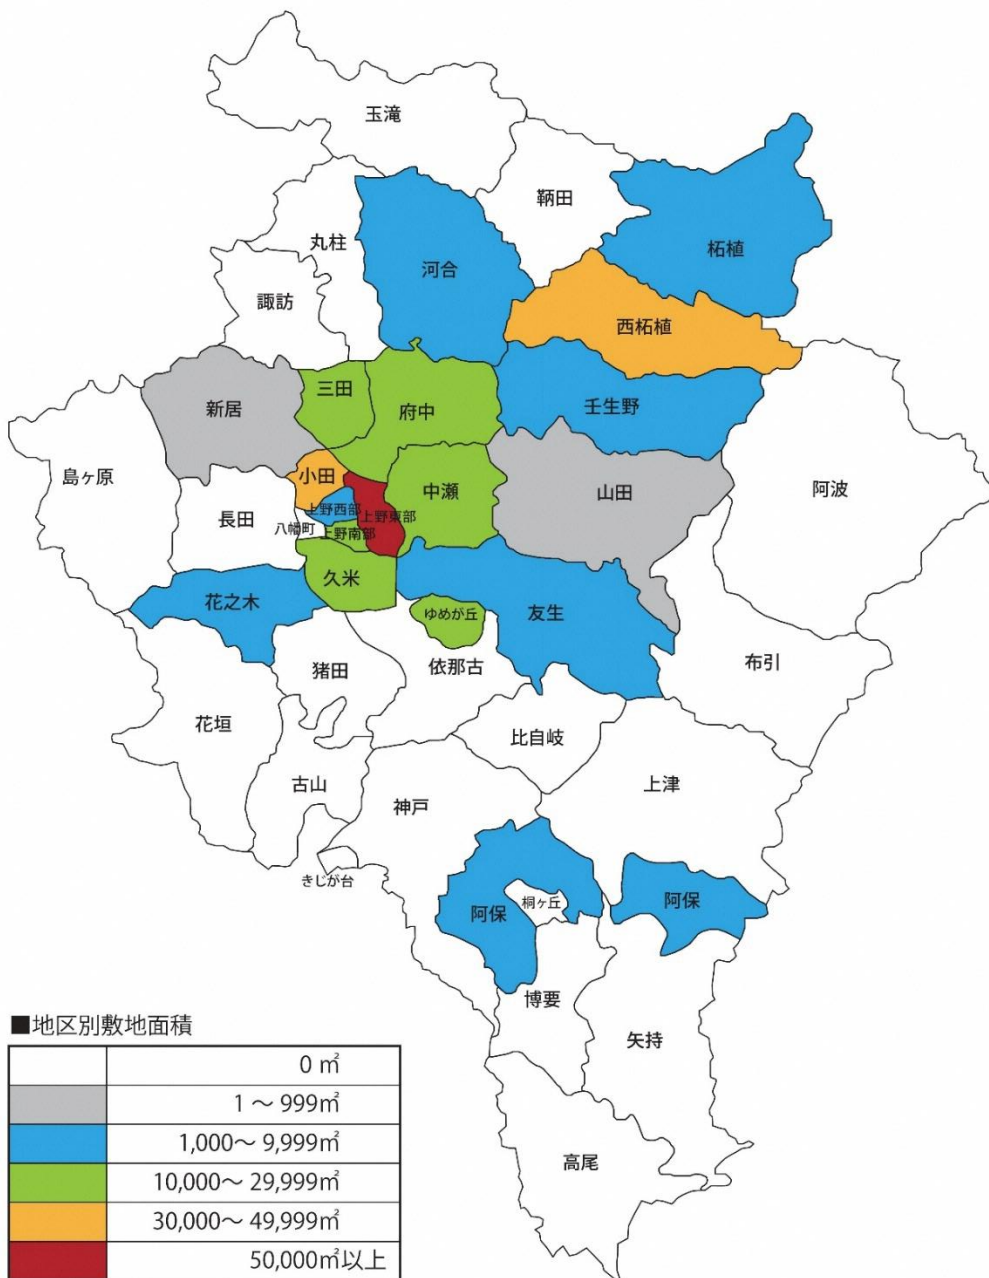 玉滝
鞆田
柘植
丸柱
河合
諏訪
西柘植
三田
新居
府中
壬生野
島ヶ原
小田
中瀬
山田
阿波
長田
上野西部
上野東部
八幡町
上野南部
久米
花之木
ゆめが丘
友生
猪田
依那古
布引
花垣
比自岐
古山
神戸
上津
きじが台
阿保
桐ヶ丘
阿保
博要
矢持
高尾
■地区別敷地面積
0㎡
1～999㎡
1,000～9,999㎡
10,000～29,999㎡
30,000～49,999㎡
50,000㎡以上